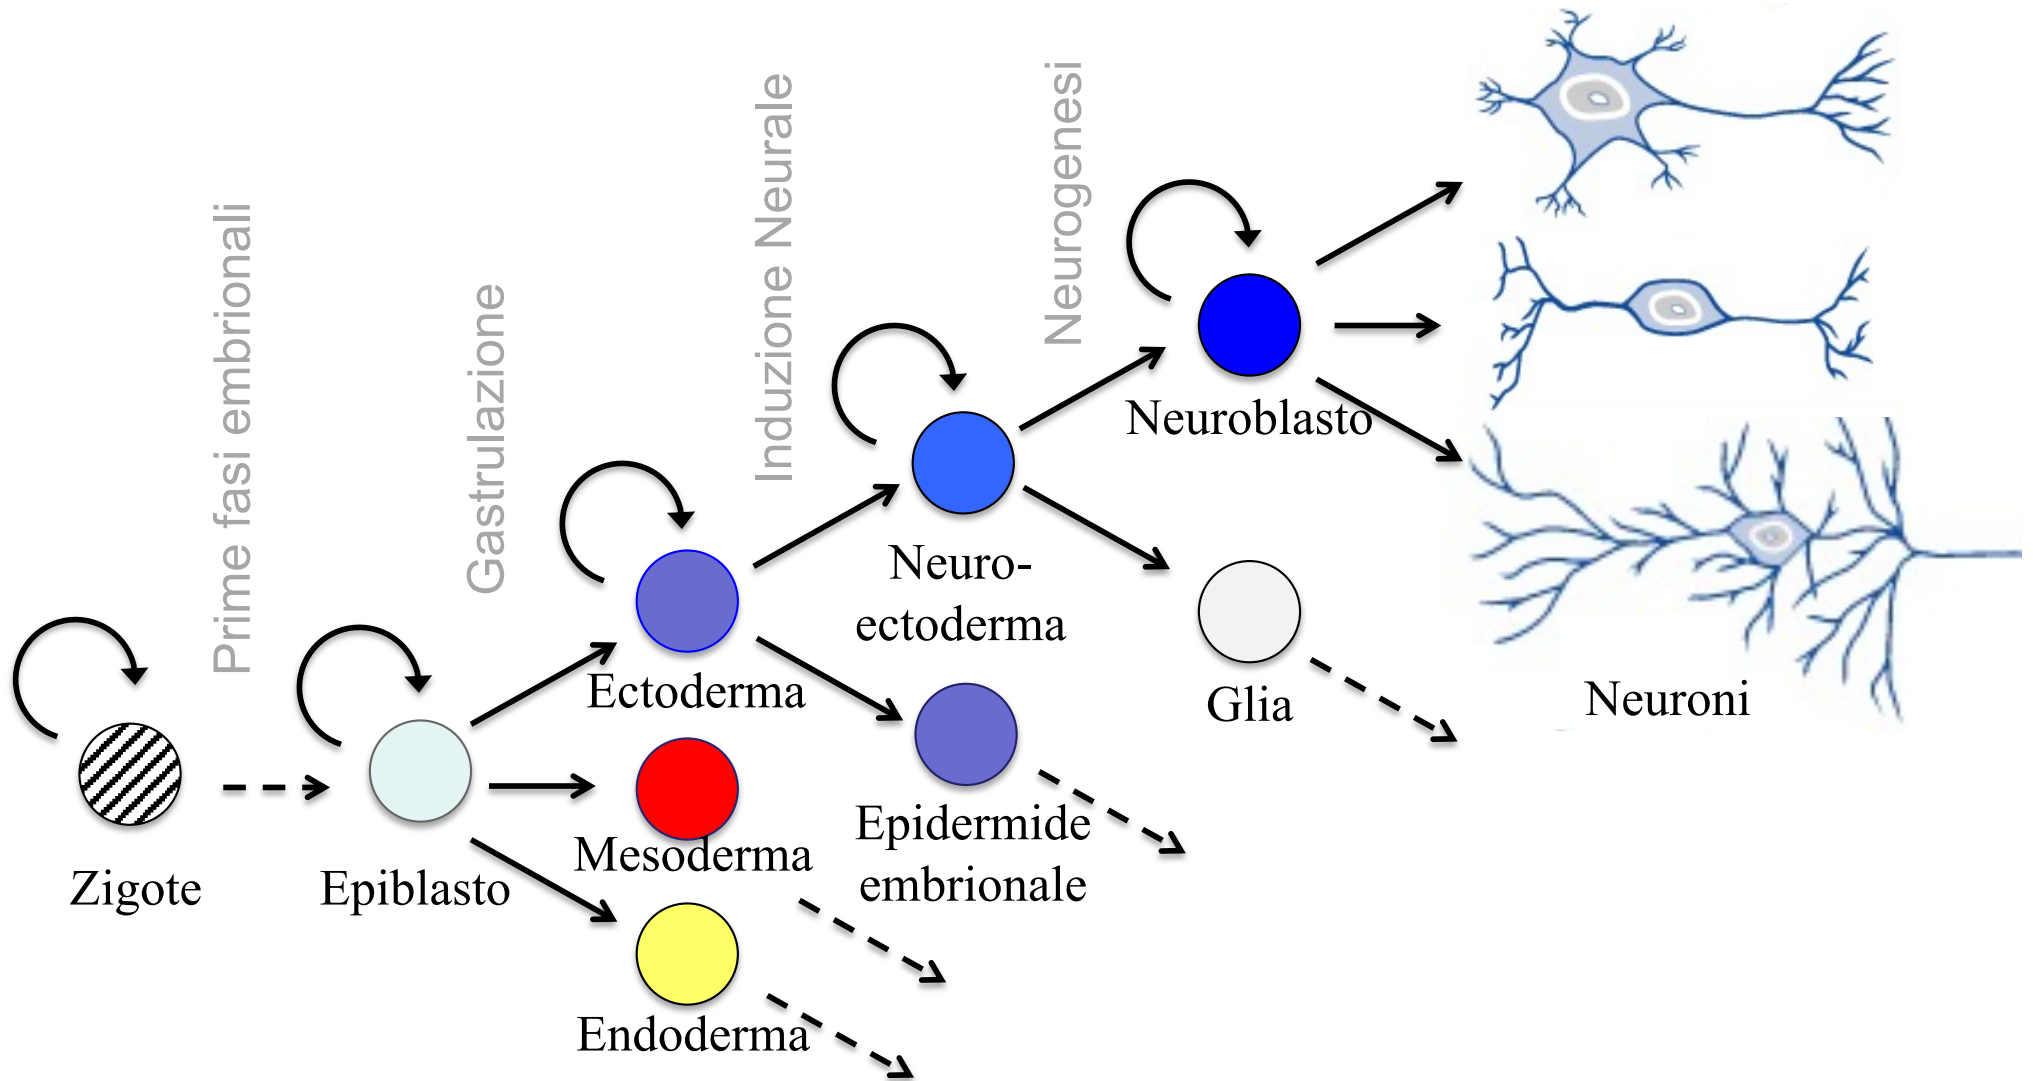 Prime fasi embrionali
Gastrulazione
Induzione Neurale
Neurogenesi
Zigote
Epiblasto
Ectoderma
Mesoderma
Endoderma
Neuro-
ectoderma
Epidermide
embrionale
Neuroblasto
Glia
Neuroni